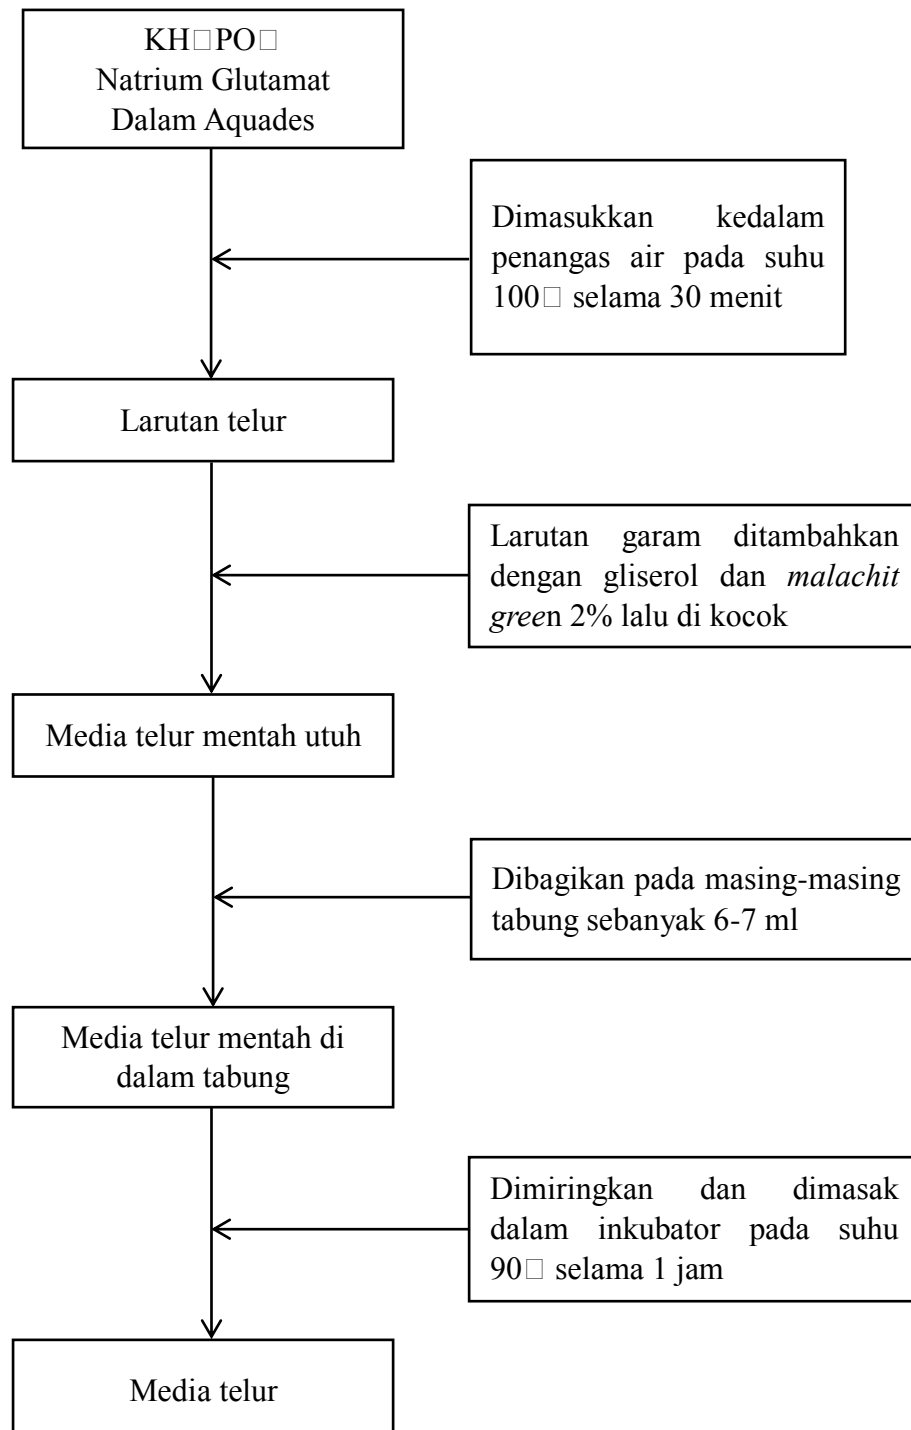 KH□PO□
Natrium Glutamat
Dalam Aquades
Dimasukkan kedalam
penangas air pada suhu
100□ selama 30 menit
Larutan telur
Larutan garam ditambahkan
dengan gliserol dan malachit
green 2% lalu di kocok
Media telur mentah utuh
Dibagikan pada masing-masing
tabung sebanyak 6-7 ml
Media telur mentah di
dalam tabung
Dimiringkan dan dimasak
dalam inkubator pada suhu
90□ selama 1 jam
Media telur